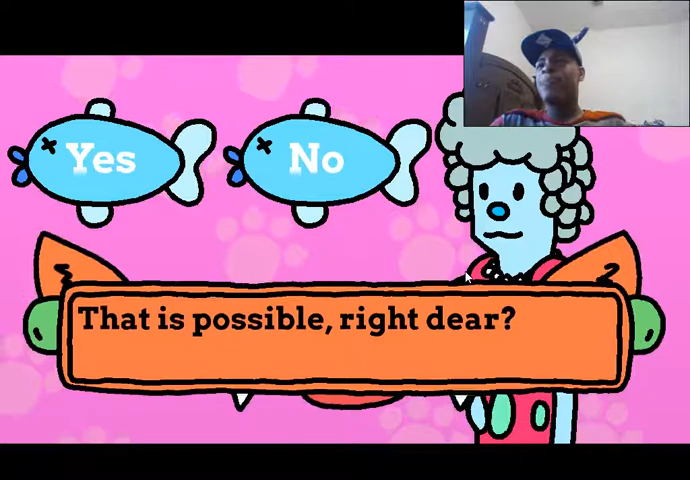 Yes
No
That is possible, right dear?